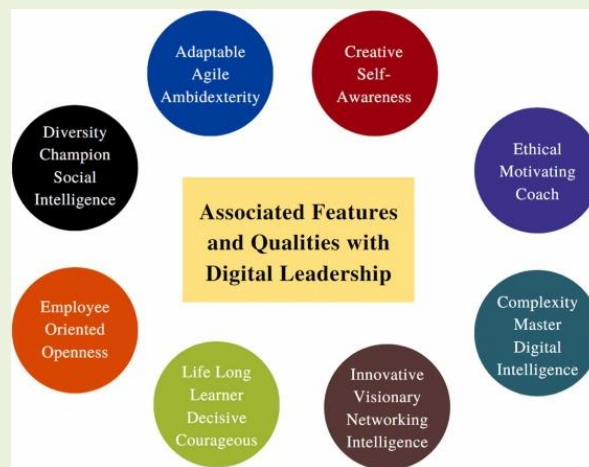 Adaptable
Agile
Ambidexterity
Creative
Self-
Awareness
Diversity
Champion
Social
Intelligence
Ethical
Motivating
Coach
Associated Features
and Qualities with
Digital Leadership
Employee
Oriented
Openness
Complexity
Master
Digital
Intelligence
Life Long
Learner
Decisive
Courageous
Innovative
Visionary
Networking
Intelligence